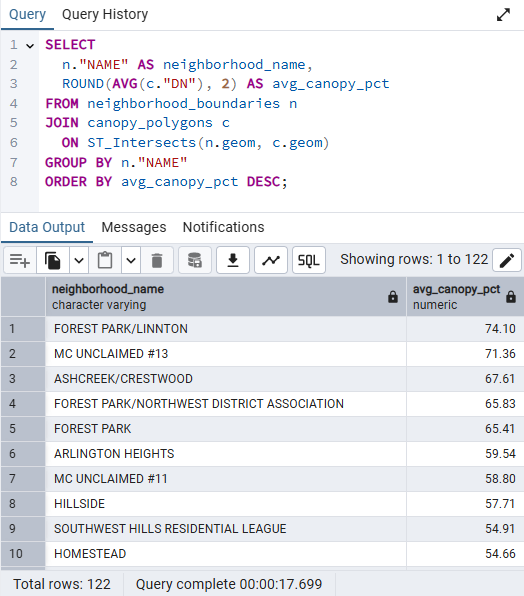 Query Query History
1 SELECT
2 n."NAME" AS neighborhood_name,
3 ROUND(AVG(c."DN"), 2) AS avg_canopy_pct
4 FROM neighborhood_boundaries n
5 JOIN canopy_polygons c
6 ON ST_Intersects(n.geom, c.geom)
7 GROUP BY n."NAME"
8 ORDER BY avg_canopy_pct DESC;
Data Output Messages Notifications
SQL Showing rows: 1 to 122
neighborhood_name avg_canopy_pct
character varying numeric
1 FOREST PARK/LINNTON 74.10
2 MC UNCLAIMED #13 71.36
3 ASHCREEK/CRESTWOOD 67.61
4 FOREST PARK/NORTHWEST DISTRICT ASSOCIATION 65.83
5 FOREST PARK 65.41
6 ARLINGTON HEIGHTS 59.54
7 MC UNCLAIMED #11 58.80
8 HILLSIDE 57.71
9 SOUTHWEST HILLS RESIDENTIAL LEAGUE 54.91
10 HOMESTEAD 54.66
Total rows: 122 Query complete 00:00:17.699